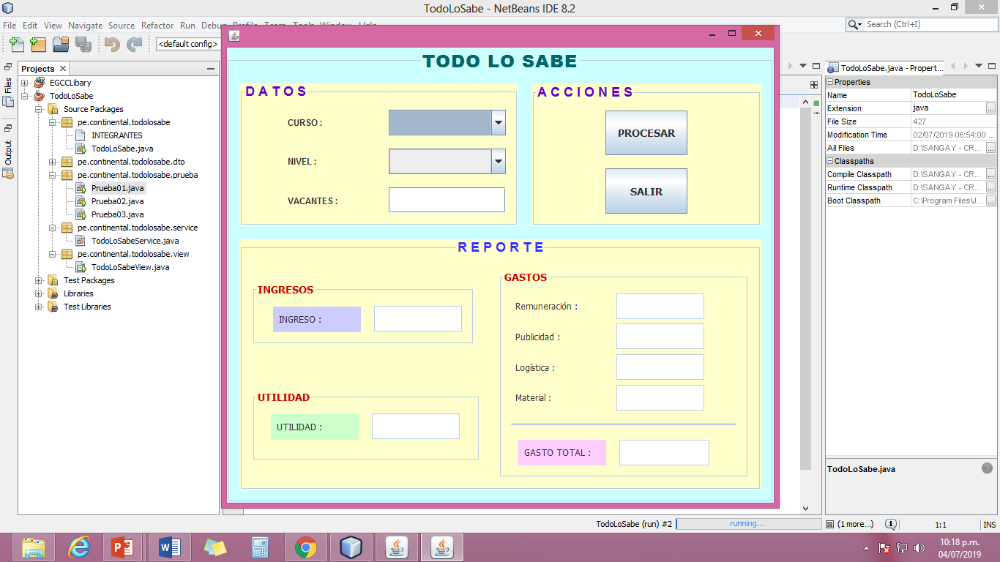 TodoLoSabe - NetBeans IDE 8.2
File Edit View Navigate Source Refactor Run
Search (Ctrl+I)
<default config>
Projects
Files
Output
EGCCLibary
TodoLoSabe
Source Packages
pe.continental.todolosabe
INTEGRANTES
TodoLoSabe.java
pe.continental.todolosabe.dto
pe.continental.todolosabe.prueba
Prueba01.java
Prueba02.java
Prueba03.java
pe.continental.todolosabe.service
TodoLoSabeService.java
pe.continental.todolosabe.view
TodoLoSabeView.java
Test Packages
Libraries
Test Libraries
TODO LO SABE
DATOS
CURSO :
NIVEL :
VACANTES :
ACCIONES
PROCESAR
SALIR
REPORTE
INGRESOS
INGRESO :
UTILIDAD
UTILIDAD :
GASTOS
Remuneración :
Publicidad :
Logística :
Material :
GASTO TOTAL :
TodoLoSabe.java - Propert...
Properties
Name TodoLoSabe
Extension java ...
File Size 427
Modification Time 02/07/2019 06:54:00 ...
All Files D:\SANGAY - CR... ...
Classpaths
Compile Classpath D:\SANGAY - CR... ...
Runtime Classpath D:\SANGAY - CR... ...
Boot Classpath C:\Program Files\J... ...
TodoLoSabe.java
TodoLoSabe (run) #2 running... (1 more...) 1 1:1 INS
10:18 p.m.
04/07/2019